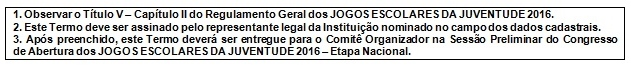 1. Observar o Título V – Capítulo II do Regulamento Geral dos JOGOS ESCOLARES DA JUVENTUDE 2016.
2. Este Termo deve ser assinado pelo representante legal da Instituição nominado no campo dos dados cadastrais.
3. Após preenchido, este Termo deverá ser entregue para o Comitê Organizador na Sessão Preliminar do Congresso
de Abertura dos JOGOS ESCOLARES DA JUVENTUDE 2016 – Etapa Nacional.